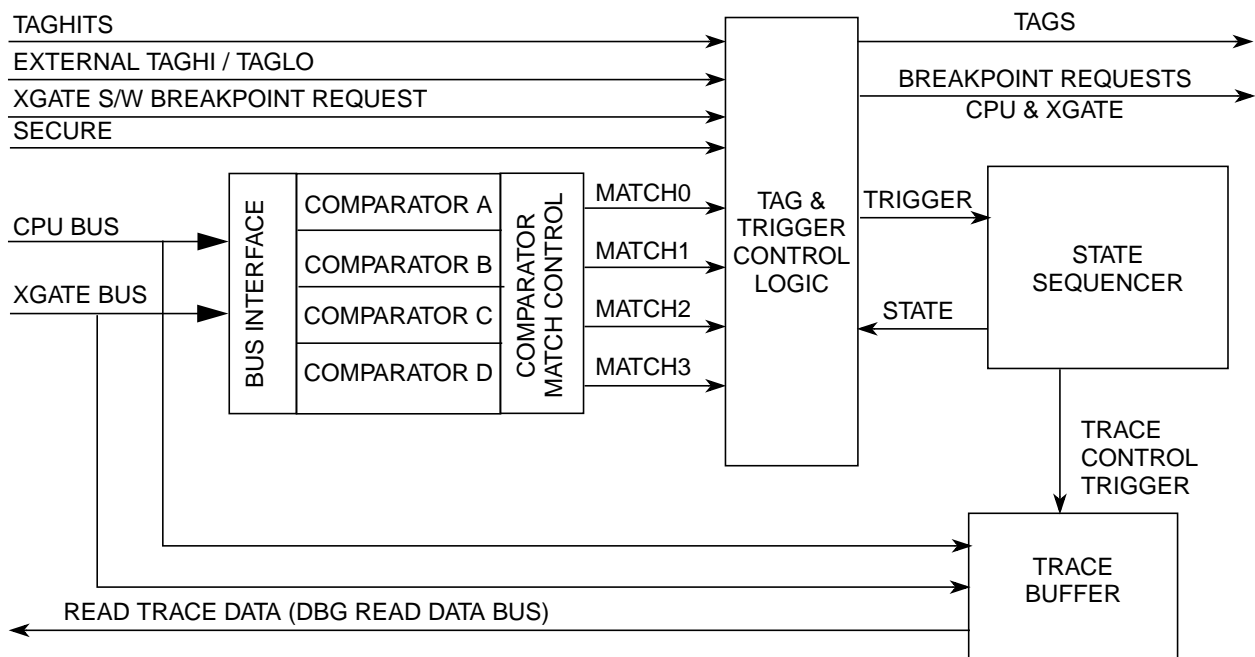 TAGHITS
EXTERNAL TAGHI / TAGLO
XGATE S/W BREAKPOINT REQUEST
SECURE
TAGS
BREAKPOINT REQUESTS
CPU & XGATE
CPU BUS
XGATE BUS
BUS INTERFACE
COMPARATOR A
COMPARATOR B
COMPARATOR C
COMPARATOR D
COMPARATOR
MATCH CONTROL
MATCH0
MATCH1
MATCH2
MATCH3
TAG &
TRIGGER
CONTROL
LOGIC
TRIGGER
STATE
STATE
SEQUENCER
TRACE
CONTROL
TRIGGER
TRACE
BUFFER
READ TRACE DATA (DBG READ DATA BUS)